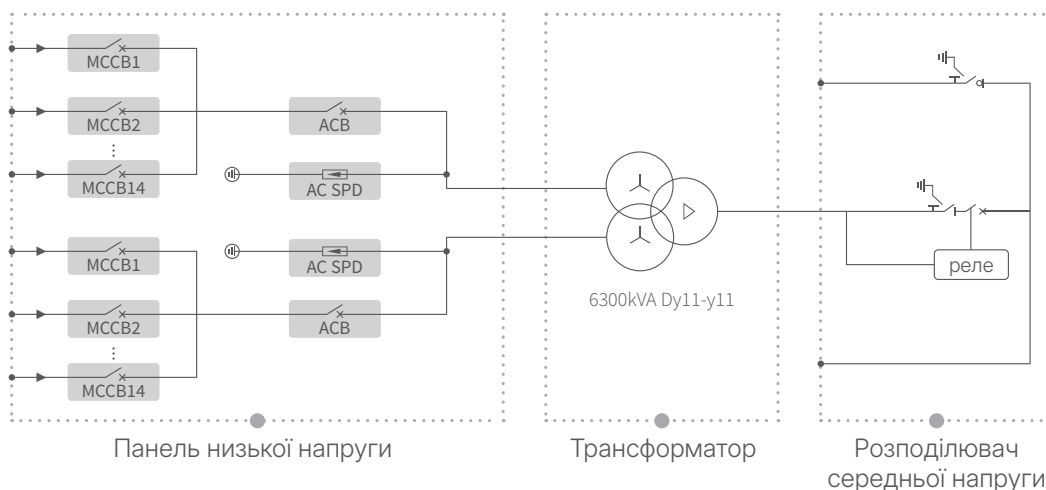 MCCB1
MCCB2
ACB
MCCB14
AC SPD
MCCB1
AC SPD
MCCB2
ACB
MCCB14
6300kVA Dy11-y11
реле
Панель низької напруги
Трансформатор
Розподілювач
середньої напруги